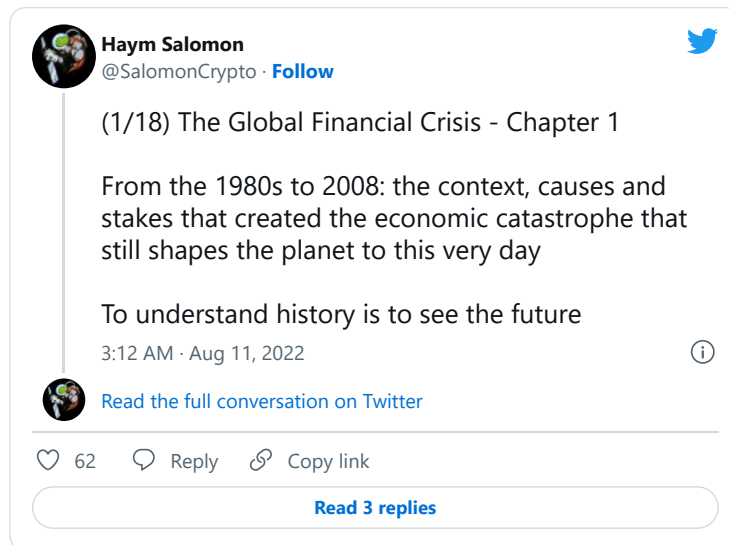 Haym Salomon
@SalomonCrypto · Follow
(1/18) The Global Financial Crisis - Chapter 1
From the 1980s to 2008: the context, causes and
stakes that created the economic catastrophe that
still shapes the planet to this very day
To understand history is to see the future
3:12 AM · Aug 11, 2022
Read the full conversation on Twitter
62 Reply Copy link
Read 3 replies